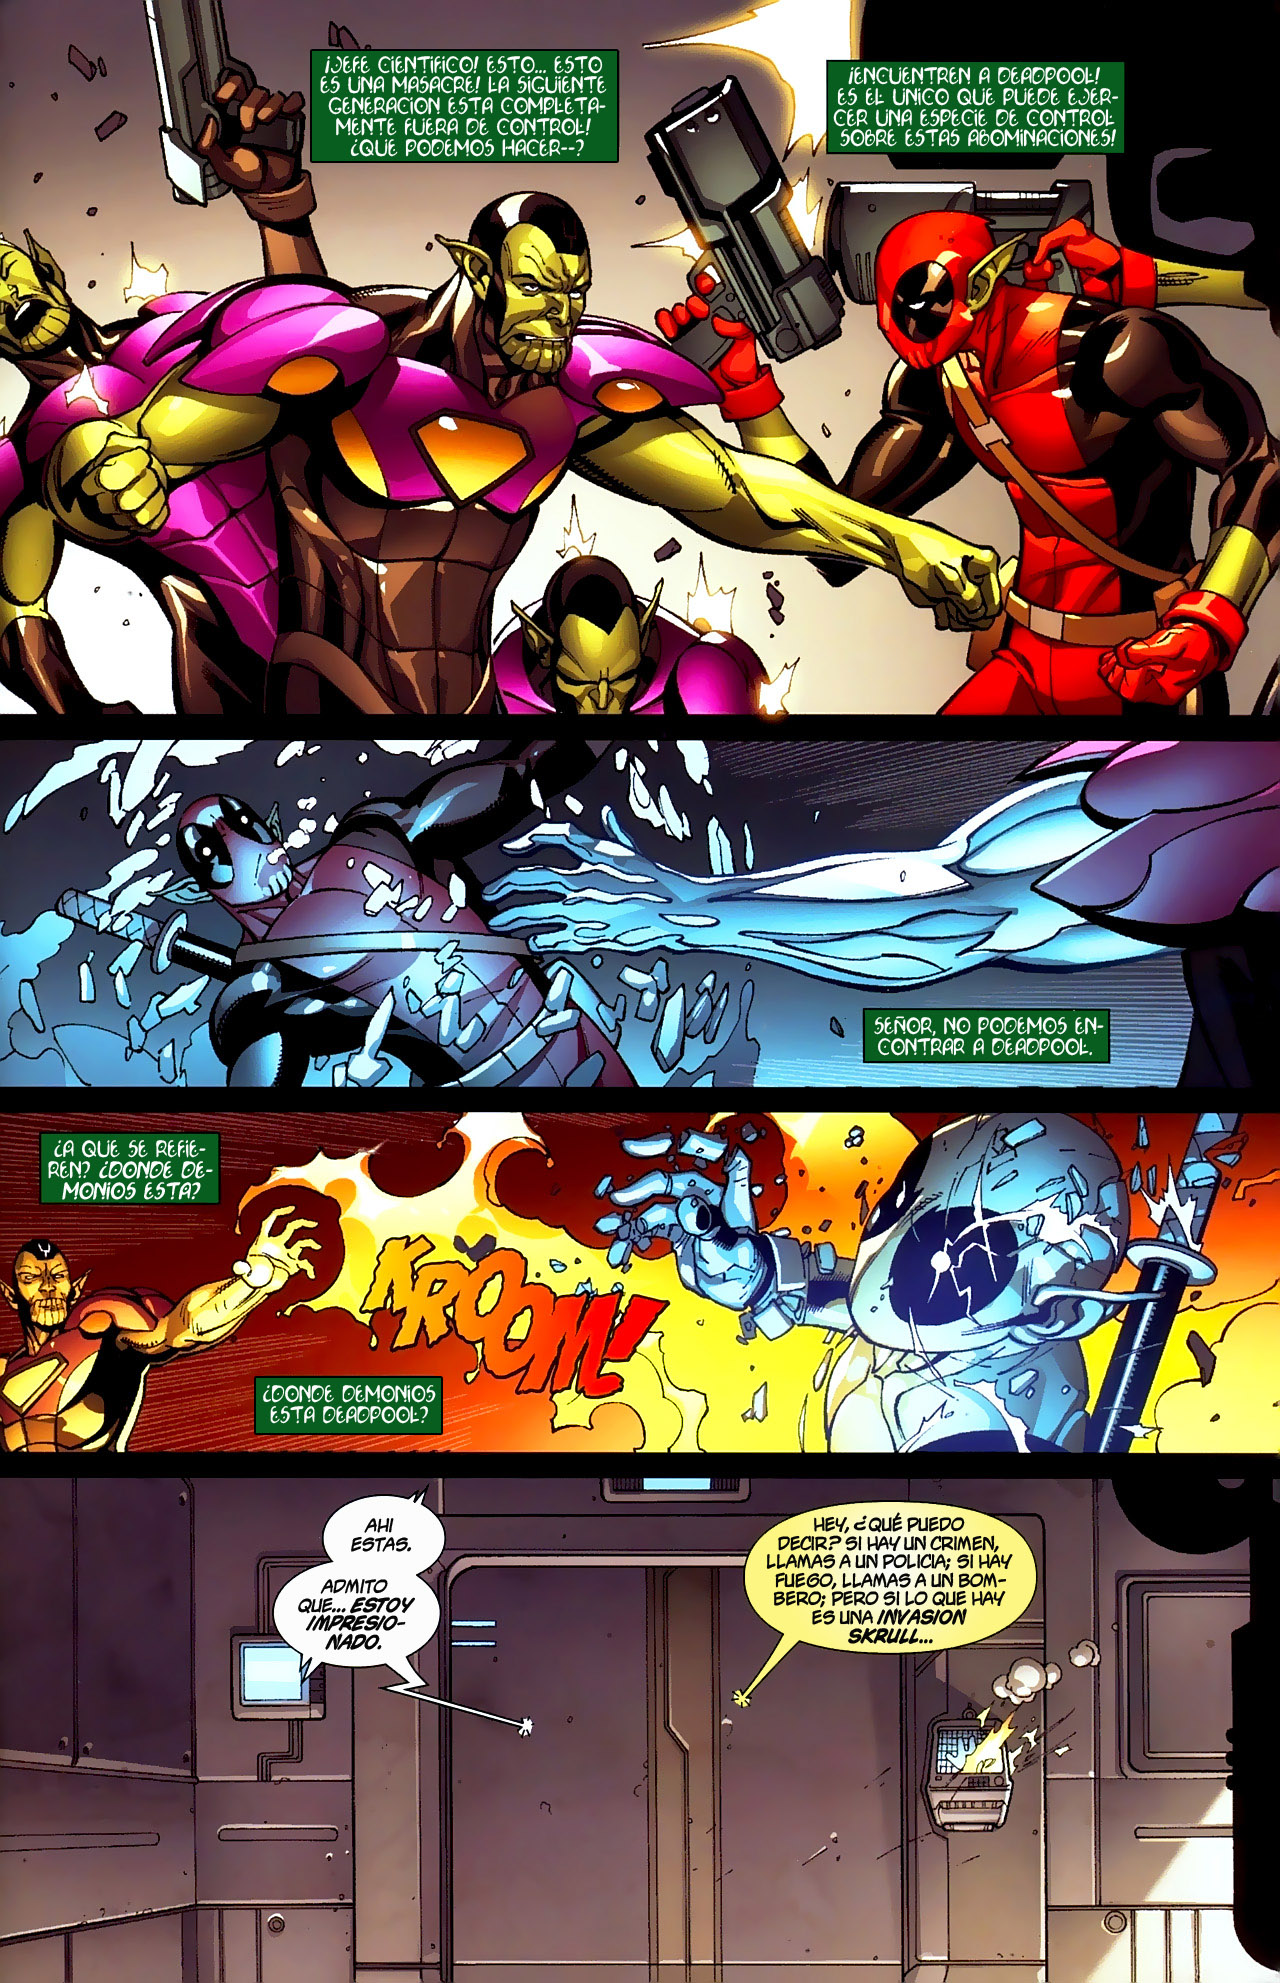 ¡JEFE CIENTIFICO! ESTO... ESTO
ES UNA MASACRE! LA SIGUIENTE
GENERACION ESTA COMPLETA-
MENTE FUERA DE CONTROL!
¿QUE PODEMOS HACER--?
¡ENCUENTREN A DEADPOOL!
ES EL UNICO QUE PUEDE EJER-
CER UNA ESPECIE DE CONTROL
SOBRE ESTAS ABOMINACIONES!
SEÑOR, NO PODEMOS EN-
CONTRAR A DEADPOOL.
¿A QUE SE REFIE-
REN? ¿DONDE DE-
MONIOS ESTA?
KROOM!
¿DONDE DEMONIOS
ESTA DEADPOOL?
AHI
ESTAS.
ADMITO
QUE... ESTOY
IMPRESIO-
NADO.
HEY, ¿QUÉ PUEDO
DECIR? SI HAY UN CRIMEN,
LLAMAS A UN POLICIA; SI HAY
FUEGO, LLAMAS A UN BOM-
BERO; PERO SI LO QUE HAY
ES UNA INVASION
SKRULL...